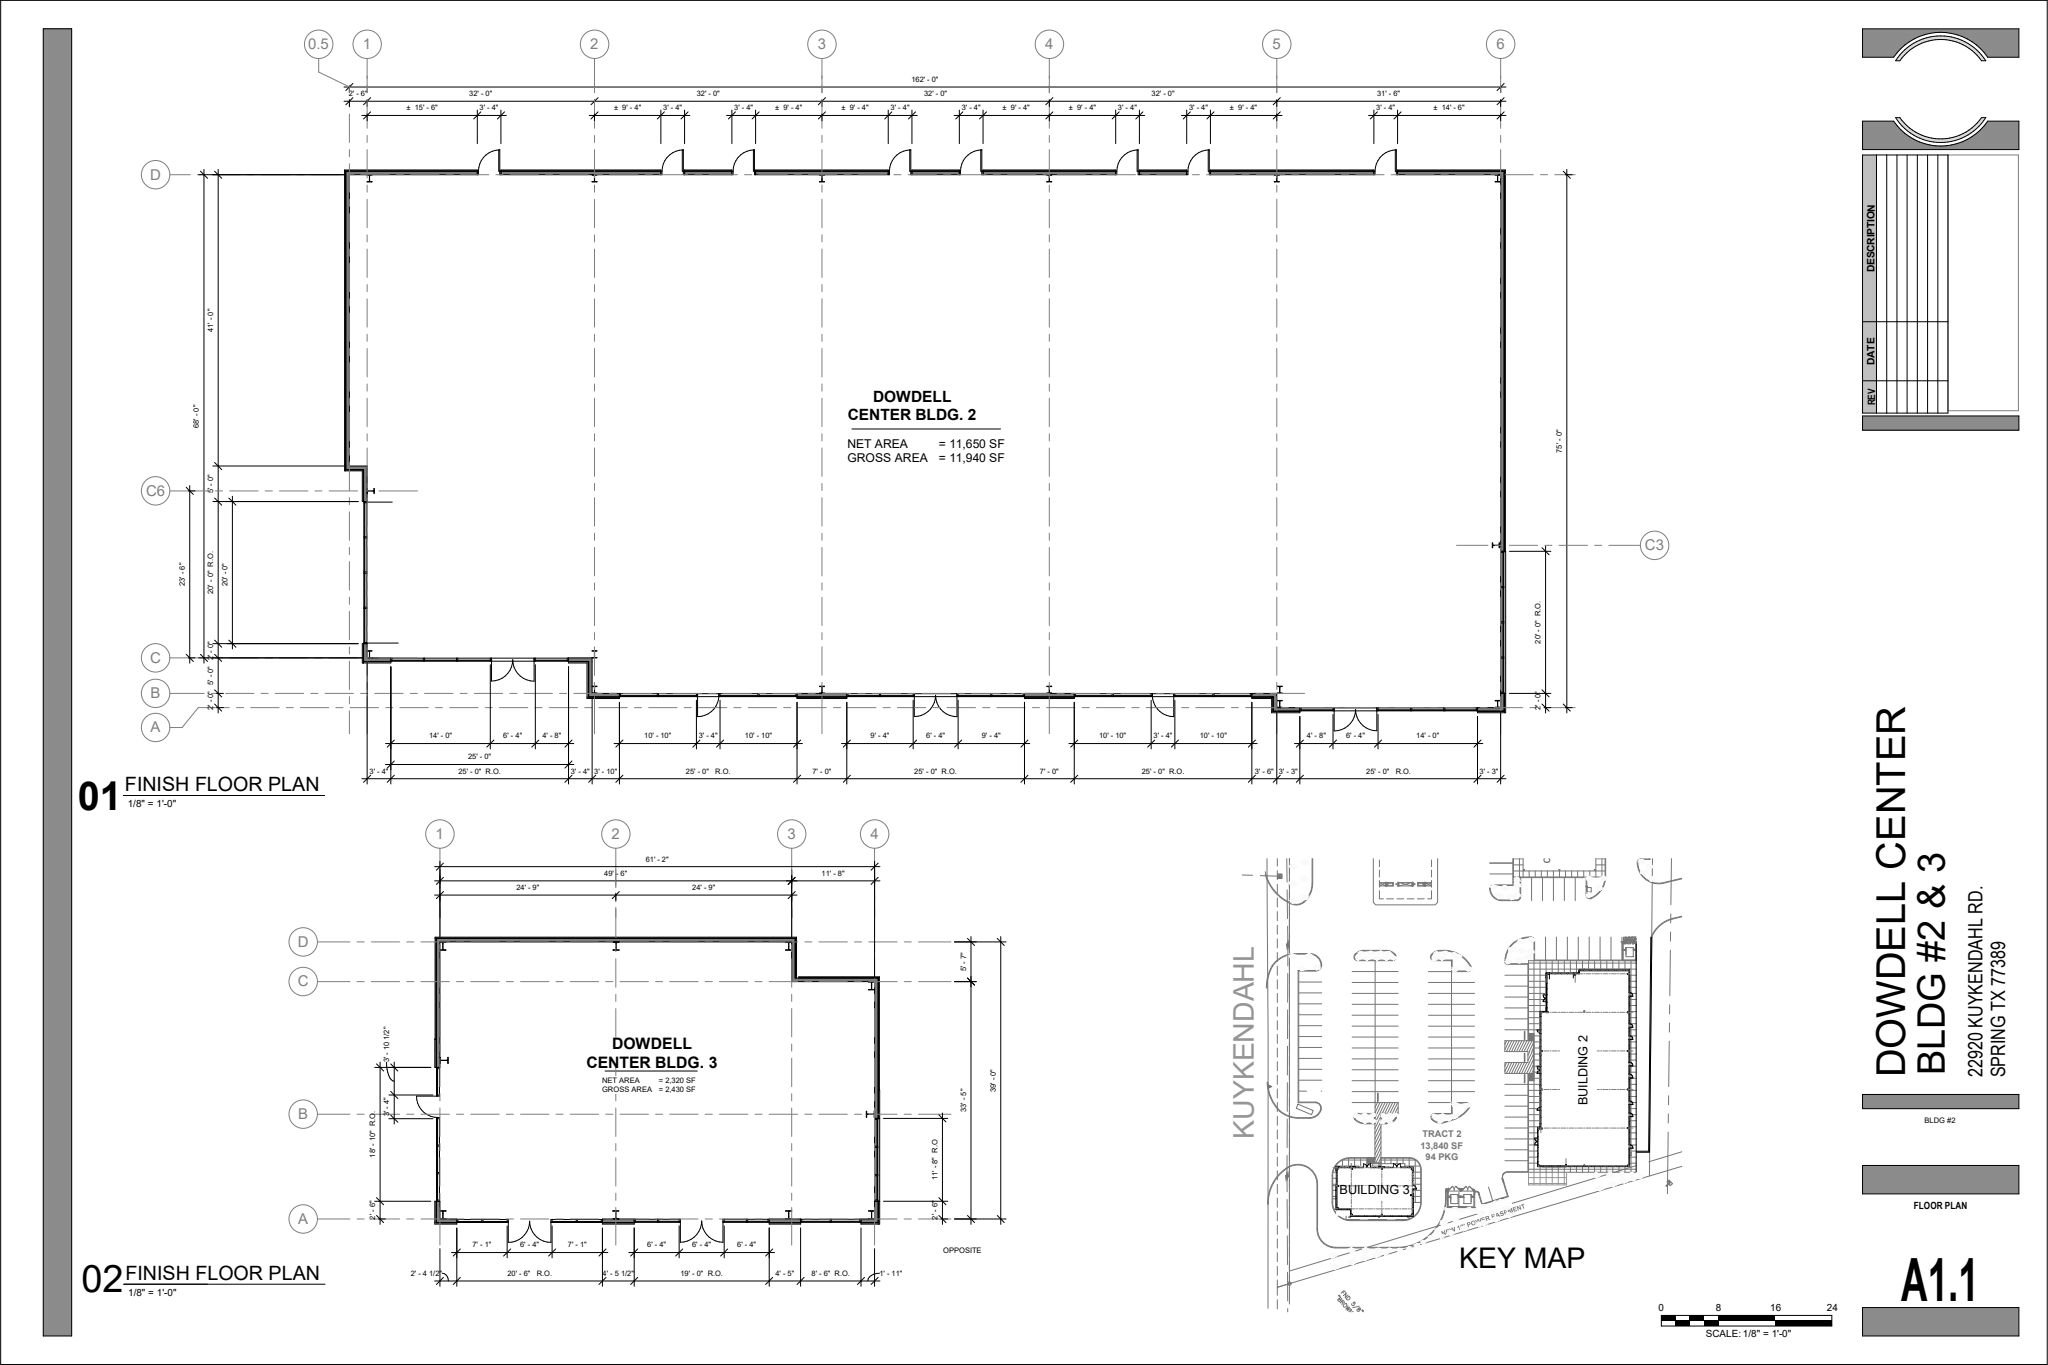 0.5 1 2 3 4 5 6
162' - 0"
2' - 6" 32' - 0" 32' - 0" 32' - 0" 32' - 0" 31' - 6"
± 15' - 6" 3' - 4" ± 9' - 4" 3' - 4" 3' - 4" ± 9' - 4" ± 9' - 4" 3' - 4" 3' - 4" ± 9' - 4" ± 9' - 4" 3' - 4" 3' - 4" ± 9' - 4" 3' - 4" ± 14' - 6"
D
C6
C
B
A
C3
41' - 0"
68' - 0"
5' - 0"
23' - 6"
20' - 0" R.O.
20' - 0"
5' - 0"
2' - 0"
75' - 0"
20' - 0" R.O.
2' - 0"
DOWDELL
CENTER BLDG. 2
NET AREA = 11,650 SF
GROSS AREA = 11,940 SF
14' - 0" 6' - 4" 4' - 8" 10' - 10" 3' - 4" 10' - 10" 9' - 4" 6' - 4" 9' - 4" 10' - 10" 3' - 4" 10' - 10" 4' - 8" 6' - 4" 14' - 0"
25' - 0"
3' - 4" 25' - 0" R.O. 3' - 4" 3' - 10" 25' - 0" R.O. 7' - 0" 25' - 0" R.O. 7' - 0" 25' - 0" R.O. 3' - 6" 3' - 3" 25' - 0" R.O. 3' - 3"
01 FINISH FLOOR PLAN
1/8" = 1'-0"
1 2 3 4
61' - 2"
49' - 6" 11' - 8"
24' - 9" 24' - 9"
D
C
B
A
3' - 10 1/2"
3' - 4"
18' - 10" R.O.
2' - 6"
5' - 7"
33' - 5"
39' - 0"
11' - 8" R.O
2' - 6"
DOWDELL
CENTER BLDG. 3
NET AREA = 2,320 SF
GROSS AREA = 2,430 SF
7' - 1" 6' - 4" 7' - 1" 6' - 4" 6' - 4" 6' - 4"
OPPOSITE
2' - 4 1/2" 20' - 6" R.O. 4' - 5 1/2" 19' - 0" R.O. 4' - 5" 8' - 6" R.O. 1' - 11"
02 FINISH FLOOR PLAN
1/8" = 1'-0"
KUYKENDAHL
C
BUILDING 2
TRACT 2
13,840 SF
94 PKG
BUILDING 3
POWER EASEMENT
FND 5/8"
KEY MAP
0 8 16 24
SCALE: 1/8" = 1'-0"
REV DATE DESCRIPTION
DOWDELL CENTER
BLDG #2 & 3
22920 KUYKENDAHL RD.
SPRING TX 77389
BLDG #2
FLOOR PLAN
A1.1